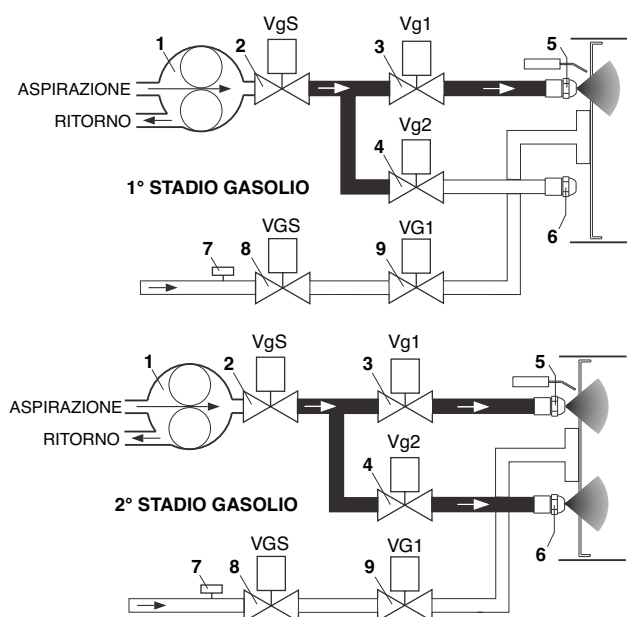 VgS
Vg1
1
2
3
5
ASPIRAZIONE
RITORNO
Vg2
4
1° STADIO GASOLIO
6
VGS
VG1
7
8
9
VgS
Vg1
1
2
3
5
ASPIRAZIONE
RITORNO
Vg2
4
2° STADIO GASOLIO
6
VGS
VG1
7
8
9